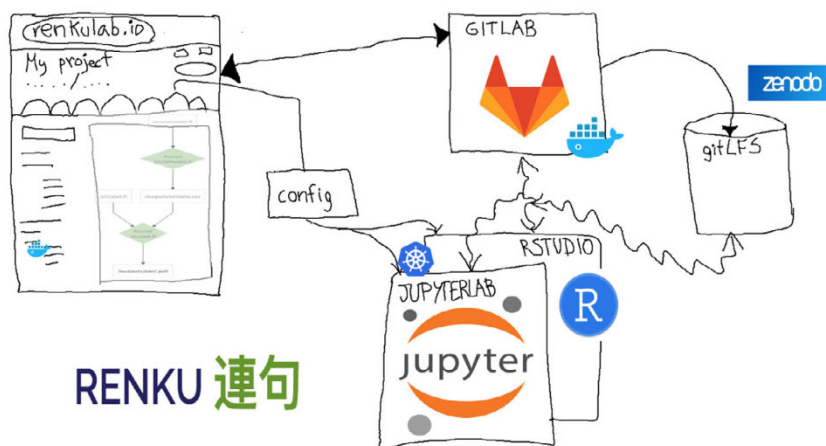 renkulab.io
My project
GITLAB
zenodo
gitLFS
config
RSTUDIO
R
JUPYTERLAB
jupyter
RENKU 連句